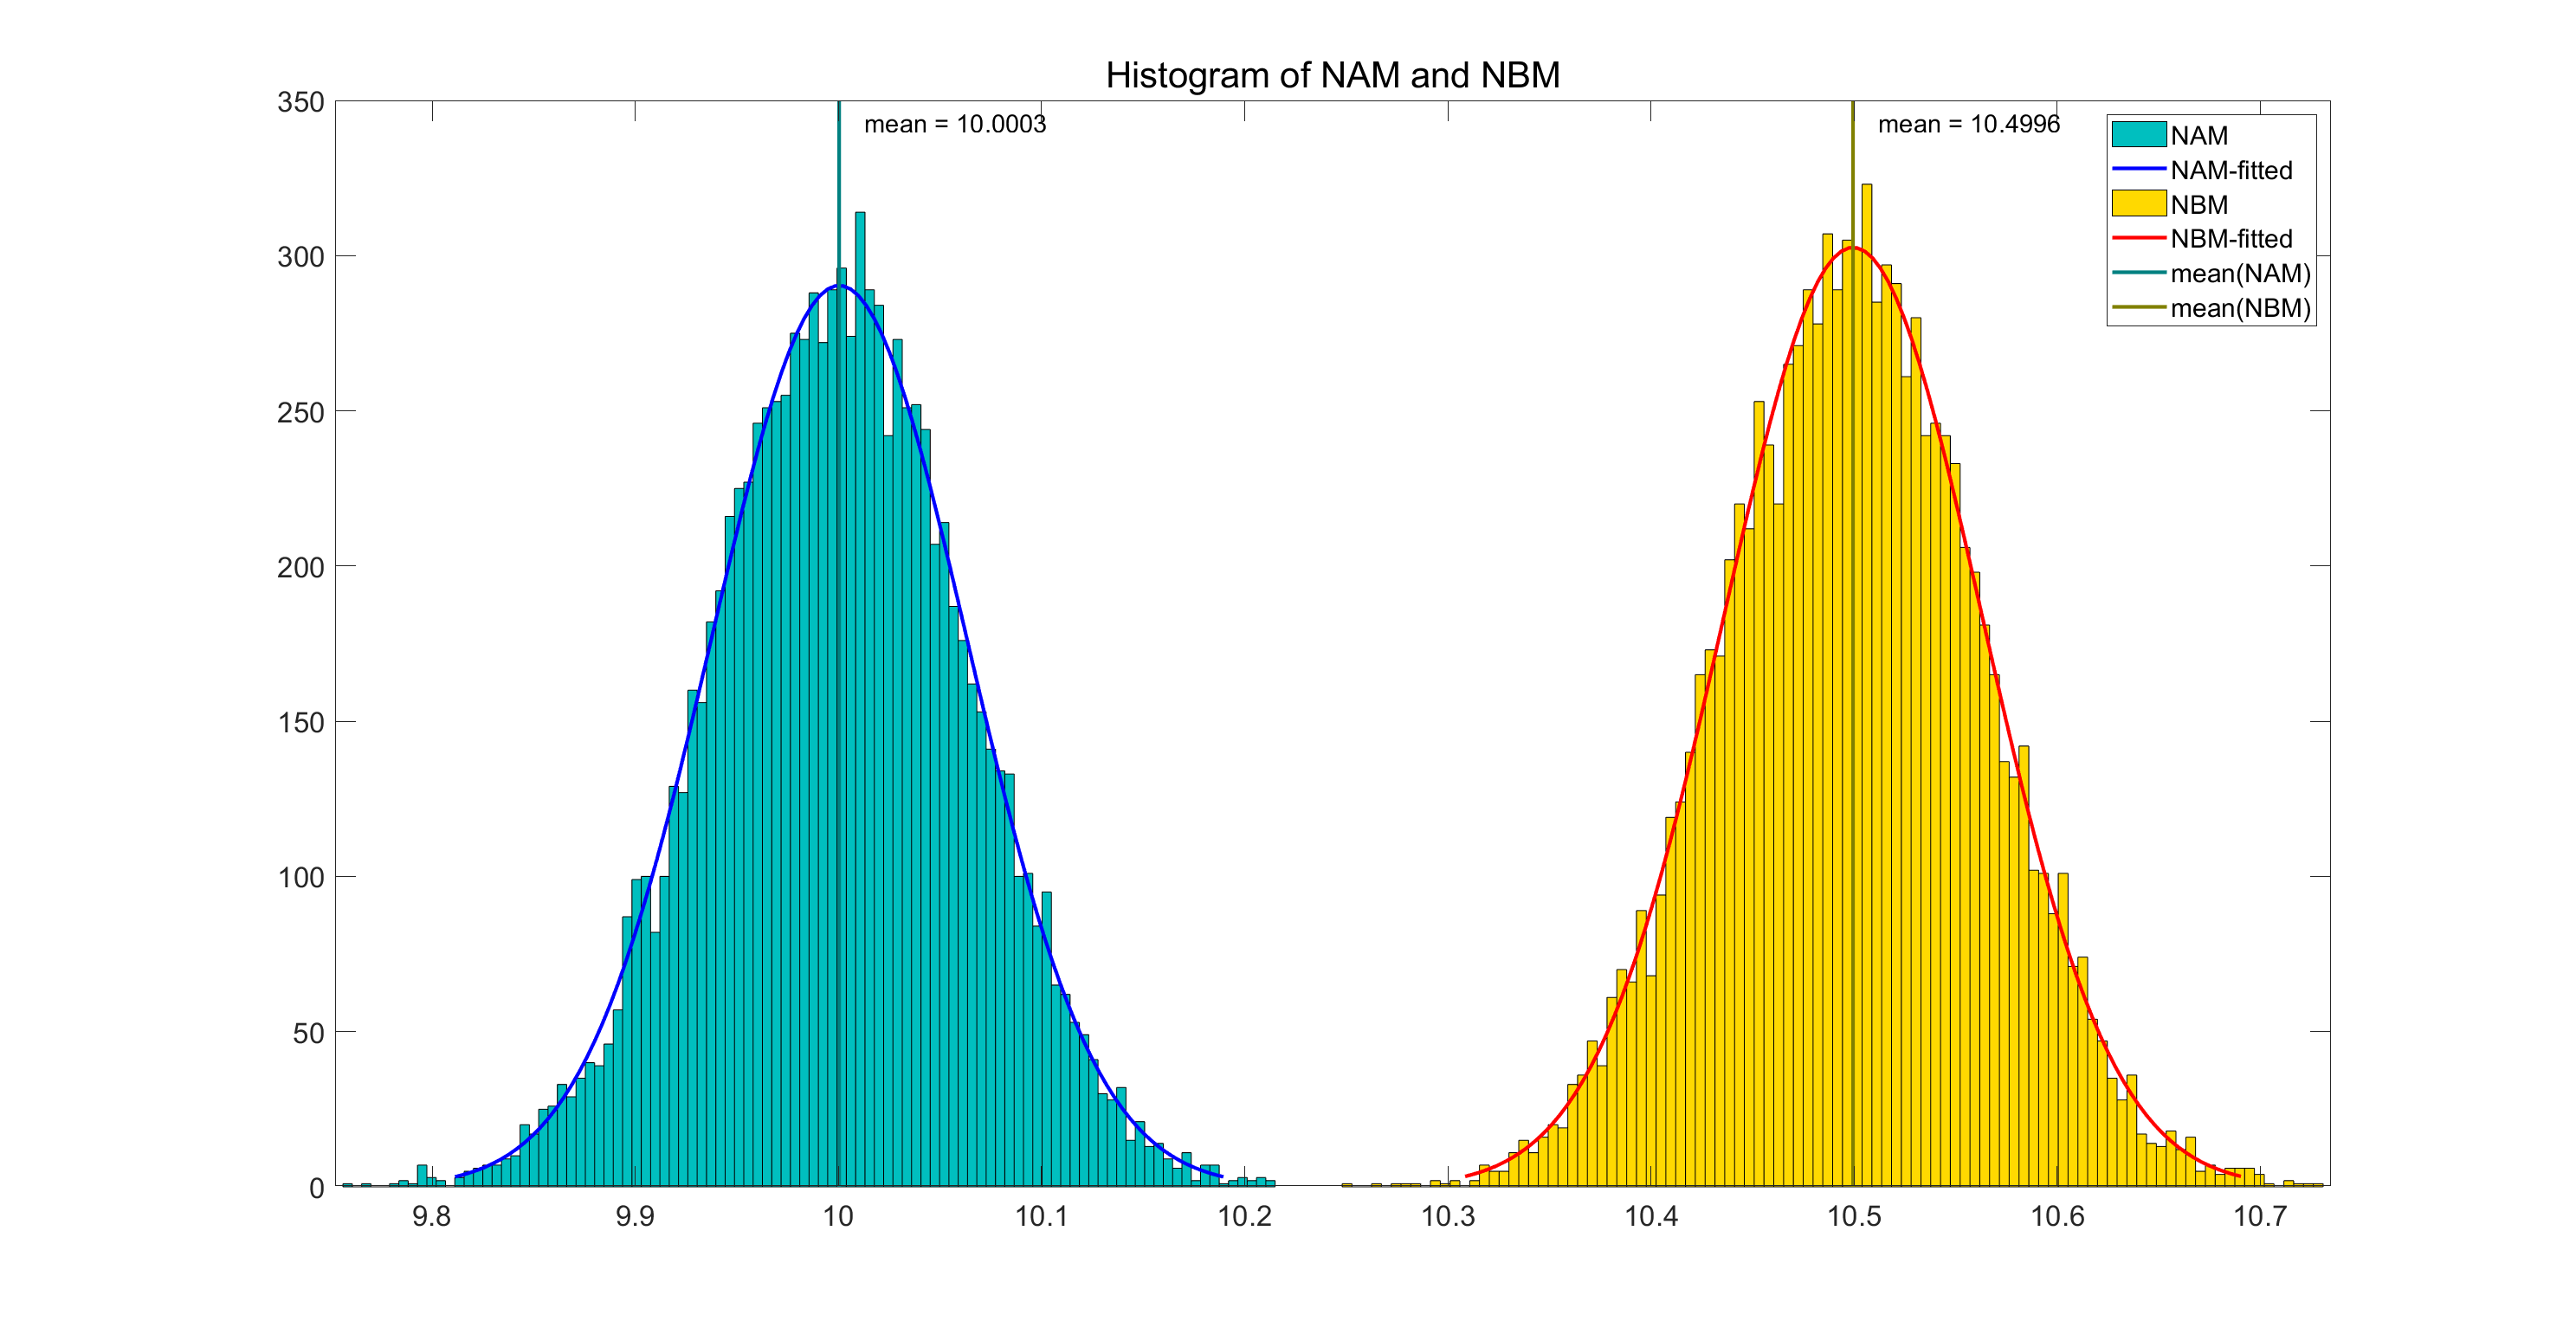 Histogram of NAM and NBM
350
300
250
200
150
100
50
0
mean = 10.0003
mean = 10.4996
NAM
NAM-fitted
NBM
NBM-fitted
mean(NAM)
mean(NBM)
9.8
9.9
10
10.1
10.2
10.3
10.4
10.5
10.6
10.7